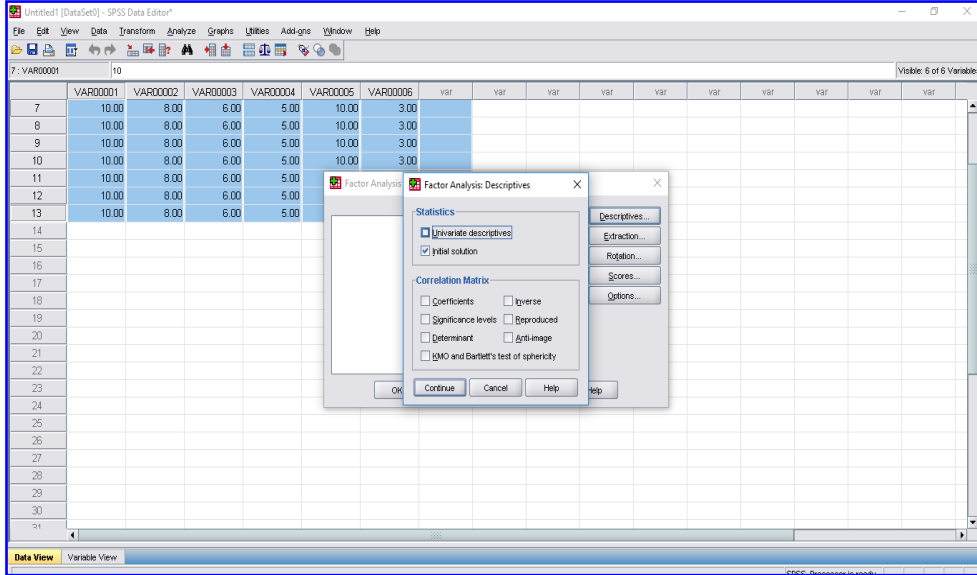 Untitled1 [DataSet0] - SPSS Data Editor*
File Edit View Data Transform Analyze Graphs Utilities Add-ons Window Help
7 : VAR00001 10 Visible: 6 of 6 Variable
VAR00001 VAR00002 VAR00003 VAR00004 VAR00005 VAR00006 var var var var var var var var var
7 10.00 8.00 6.00 5.00 10.00 3.00
8 10.00 8.00 6.00 5.00 10.00 3.00
9 10.00 8.00 6.00 5.00 10.00 3.00
10 10.00 8.00 6.00 5.00 10.00 3.00
11 10.00 8.00 6.00 5.00
12 10.00 8.00 6.00 5.00
13 10.00 8.00 6.00 5.00
14
15
16
17
18
19
20
21
22
23
24
25
26
27
28
29
30
31
Factor Analysis
Descriptives...
Extraction...
Rotation...
Scores...
Options...
OK
Help
Factor Analysis: Descriptives
Statistics
Univariate descriptives
Initial solution
Correlation Matrix
Coefficients Inverse
Significance levels Reproduced
Determinant Anti-image
KMO and Bartlett's test of sphericity
Continue Cancel Help
Data View Variable View
SPSS Processor is ready